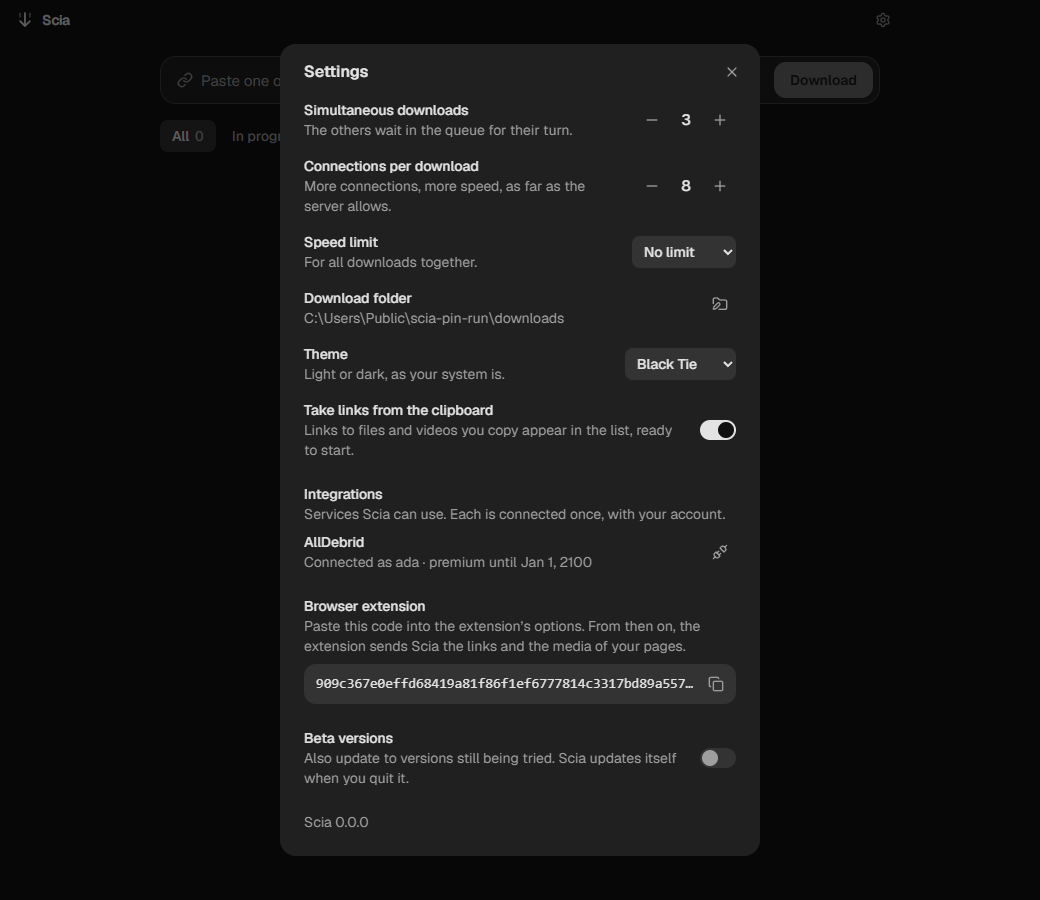 Scia
Settings
Paste one o
Download
All 0
In progr
Simultaneous downloads
The others wait in the queue for their turn.
3
Connections per download
More connections, more speed, as far as the
server allows.
8
Speed limit
For all downloads together.
No limit
Download folder
C:\Users\Public\scia-pin-run\downloads
Theme
Light or dark, as your system is.
Black Tie
Take links from the clipboard
Links to files and videos you copy appear in the list, ready
to start.
Integrations
Services Scia can use. Each is connected once, with your account.
AllDebrid
Connected as ada · premium until Jan 1, 2100
Browser extension
Paste this code into the extension's options. From then on, the
extension sends Scia the links and the media of your pages.
909c367e0effd68419a81f86f1ef6777814c3317bd89a557…
Beta versions
Also update to versions still being tried. Scia updates itself
when you quit it.
Scia 0.0.0